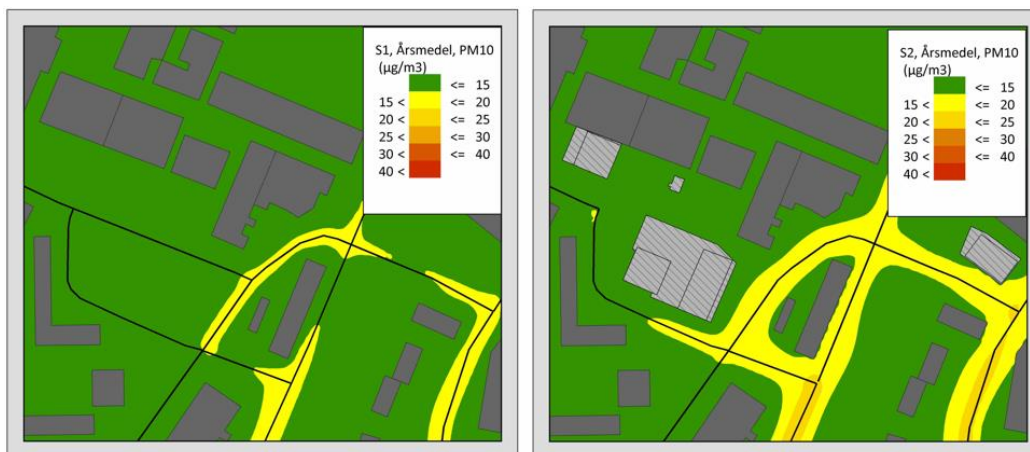 S1, Årsmedel, PM10
(µg/m3)
<= 15
15 < <= 20
20 < <= 25
25 < <= 30
30 < <= 40
40 <
S2, Årsmedel, PM10
(µg/m3)
<= 15
15 < <= 20
20 < <= 25
25 < <= 30
30 < <= 40
40 <